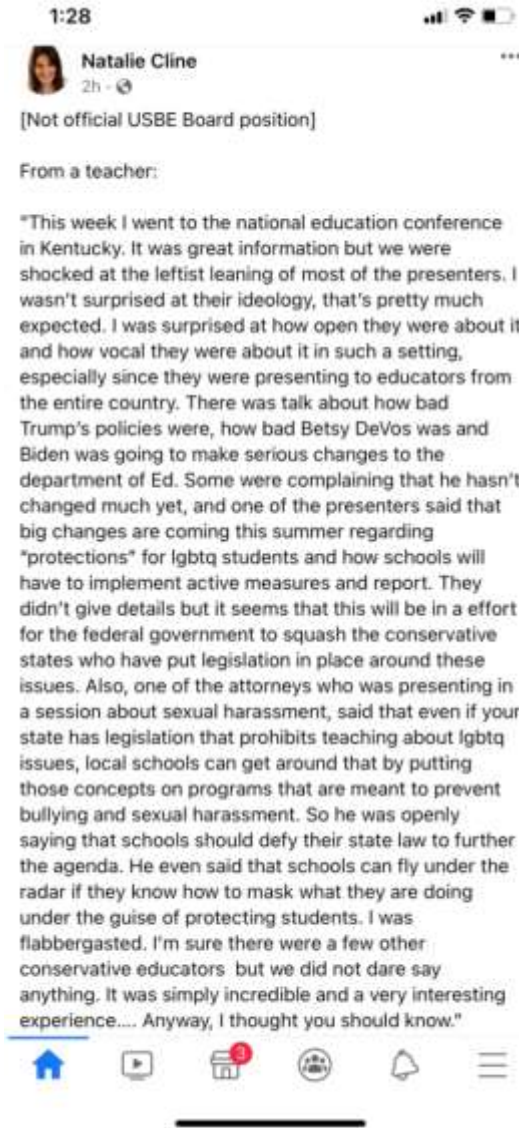 1:28
Natalie Cline
2h ·
[Not official USBE Board position]
From a teacher:
"This week I went to the national education conference
in Kentucky. It was great information but we were
shocked at the leftist leaning of most of the presenters. I
wasn't surprised at their ideology, that's pretty much
expected. I was surprised at how open they were about it
and how vocal they were about it in such a setting,
especially since they were presenting to educators from
the entire country. There was talk about how bad
Trump's policies were, how bad Betsy DeVos was and
Biden was going to make serious changes to the
department of Ed. Some were complaining that he hasn't
changed much yet, and one of the presenters said that
big changes are coming this summer regarding
"protections" for lgbtq students and how schools will
have to implement active measures and report. They
didn't give details but it seems that this will be in a effort
for the federal government to squash the conservative
states who have put legislation in place around these
issues. Also, one of the attorneys who was presenting in
a session about sexual harassment, said that even if your
state has legislation that prohibits teaching about lgbtq
issues, local schools can get around that by putting
those concepts on programs that are meant to prevent
bullying and sexual harassment. So he was openly
saying that schools should defy their state law to further
the agenda. He even said that schools can fly under the
radar if they know how to mask what they are doing
under the guise of protecting students. I was
flabbergasted. I'm sure there were a few other
conservative educators but we did not dare say
anything. It was simply incredible and a very interesting
experience.... Anyway, I thought you should know."
3